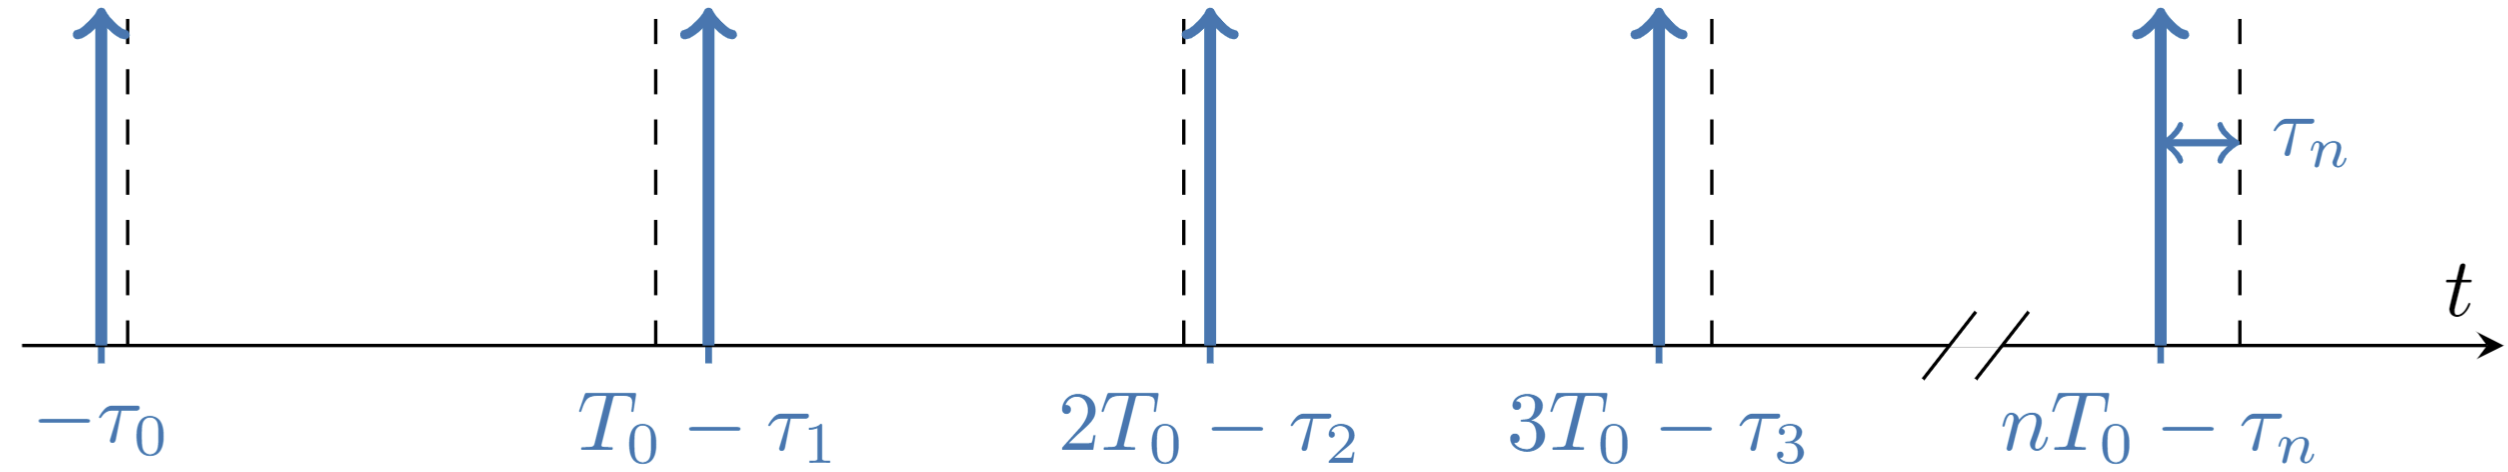 τₙ
t
−τ₀
T₀ − τ₁
2T₀ − τ₂
3T₀ − τ₃
nT₀ − τₙ